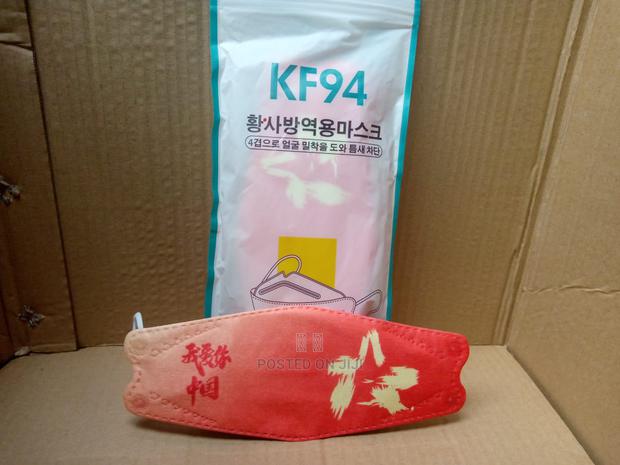 KF94
황·사방역용마스크
4겹으로 얼굴 밀착을 도와 틈새차단
POSTED ON JIJI
我爱你
中国